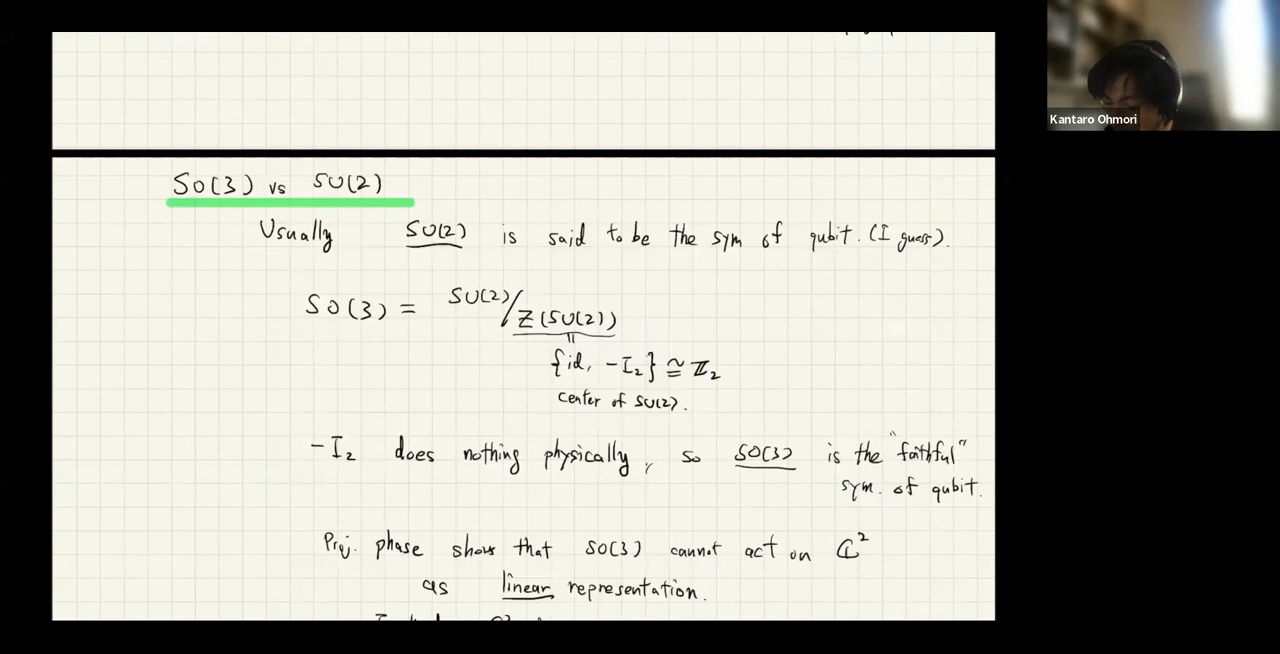 SO(3) vs SU(2)
Usually SU(2) is said to be the sym of qubit. (I guess).
SO(3) = SU(2)/Z(SU(2))
{id, -I₂} ≅ ℤ₂
center of SU(2).
-I₂ does nothing physically, so SO(3) is the "faithful"
sym. of qubit.
Proj. phase shows that SO(3) cannot act on ℂ²
as linear representation.
Kantaro Ohmori